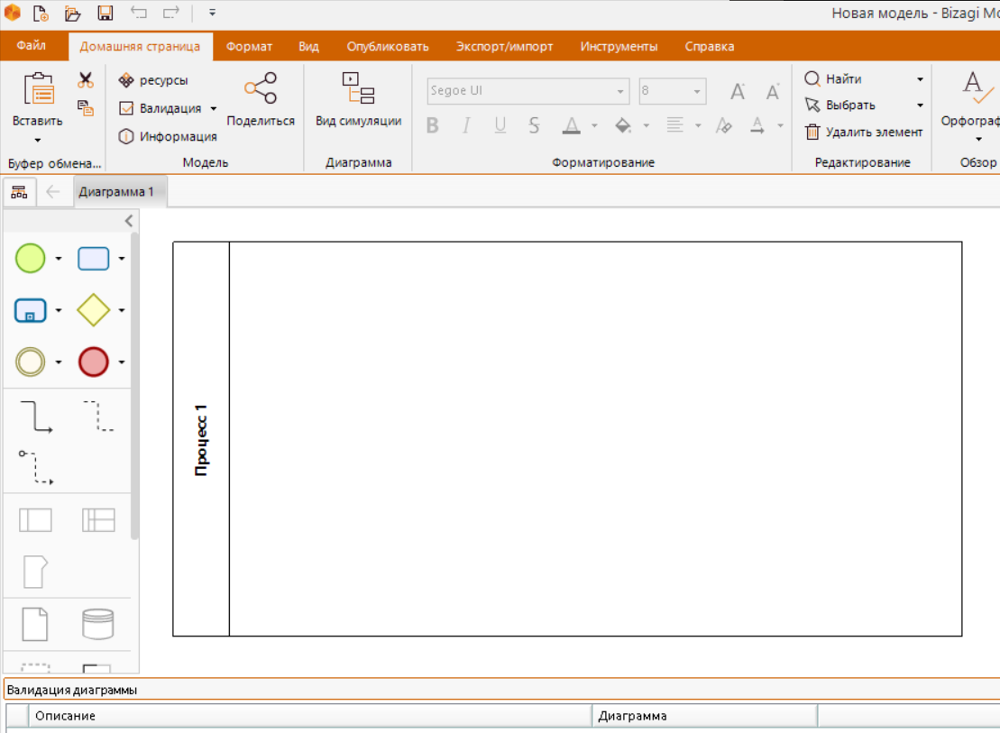 Новая модель - Bizagi Mo
Файл
Домашняя страница
Формат
Вид
Опубликовать
Экспорт/импорт
Инструменты
Справка
Вставить
ресурсы
Валидация
Информация
Поделиться
Вид симуляции
Segoe UI
8
Найти
Выбрать
Удалить элемент
Орфограф
Буфер обмена...
Модель
Диаграмма
Форматирование
Редактирование
Обзор
Диаграмма 1
Процесс 1
Валидация диаграммы
Описание
Диаграмма